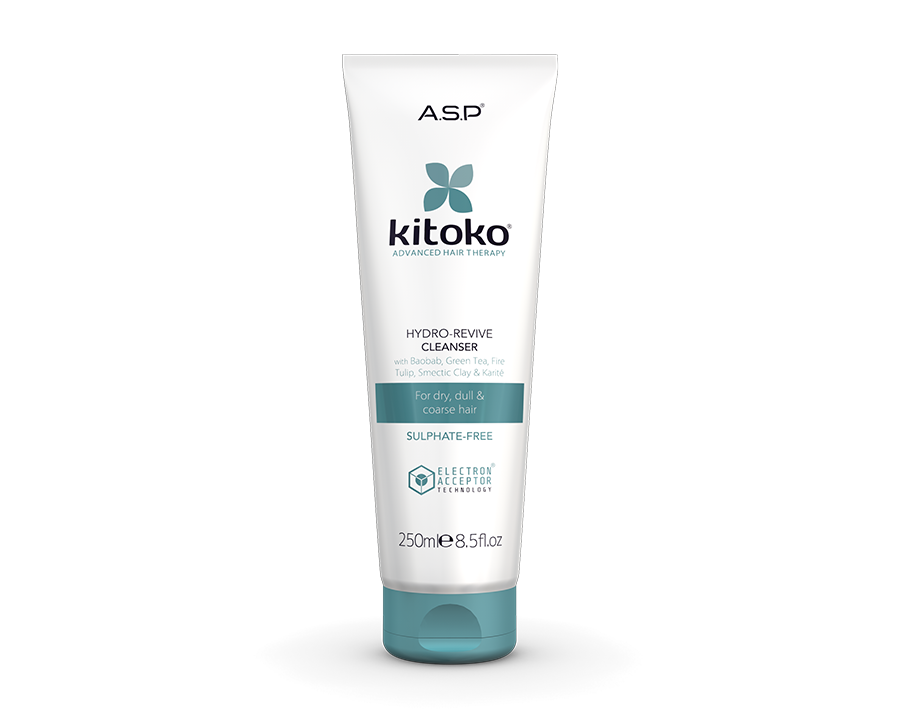 A.S.P®
kitoko®
ADVANCED HAIR THERAPY
HYDRO-REVIVE
CLEANSER
with Baobab, Green Tea, Fire
Tulip, Smectic Clay & Karité
For dry, dull &
coarse hair
SULPHATE-FREE
ELECTRON®
ACCEPTOR
TECHNOLOGY
250ml℮8.5fl.oz